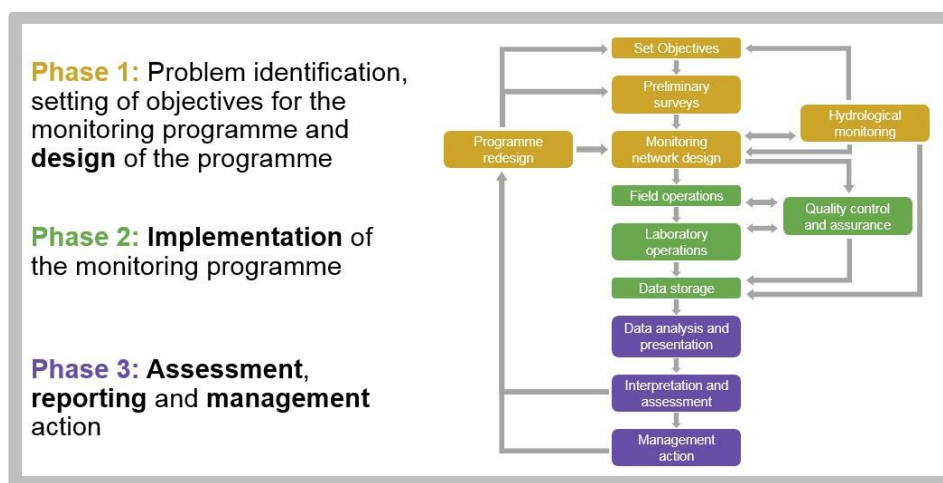 Phase 1: Problem identification,
setting of objectives for the
monitoring programme and
design of the programme
Phase 2: Implementation of
the monitoring programme
Phase 3: Assessment,
reporting and management
action
Set Objectives
Preliminary
surveys
Hydrological
monitoring
Programme
redesign
Monitoring
network design
Field operations
Quality control
and assurance
Laboratory
operations
Data storage
Data analysis and
presentation
Interpretation and
assessment
Management
action